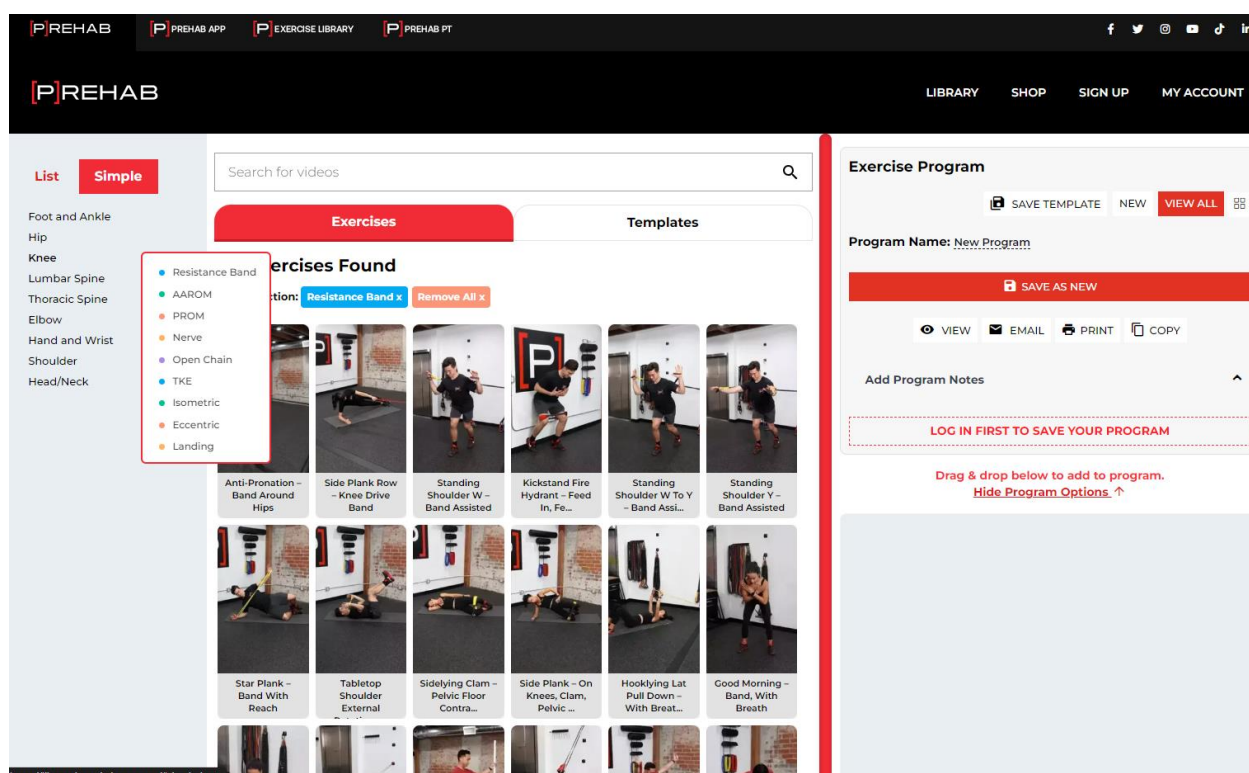 [P]REHAB
[P] PREHAB APP
[P] EXERCISE LIBRARY
[P] PREHAB PT
[P]REHAB
LIBRARY
SHOP
SIGN UP
MY ACCOUNT
List
Simple
Foot and Ankle
Hip
Knee
Lumbar Spine
Thoracic Spine
Elbow
Hand and Wrist
Shoulder
Head/Neck
Resistance Band
AAROM
PROM
Nerve
Open Chain
TKE
Isometric
Eccentric
Landing
Search for videos
Exercises
Templates
ercises Found
ction: Resistance Band x Remove All x
Anti-Pronation –
Band Around
Hips
Side Plank Row
– Knee Drive
Band
Standing
Shoulder W –
Band Assisted
Kickstand Fire
Hydrant – Feed
In, Fe...
Standing
Shoulder W To Y
– Band Assi...
Standing
Shoulder Y –
Band Assisted
Star Plank –
Band With
Reach
Tabletop
Shoulder
External
Sidelying Clam –
Pelvic Floor
Contra...
Side Plank – On
Knees, Clam,
Pelvic ...
Hooklying Lat
Pull Down –
With Breat...
Good Morning –
Band, With
Breath
Exercise Program
SAVE TEMPLATE
NEW
VIEW ALL
Program Name: New Program
SAVE AS NEW
VIEW
EMAIL
PRINT
COPY
Add Program Notes
LOG IN FIRST TO SAVE YOUR PROGRAM
Drag & drop below to add to program.
Hide Program Options ↑